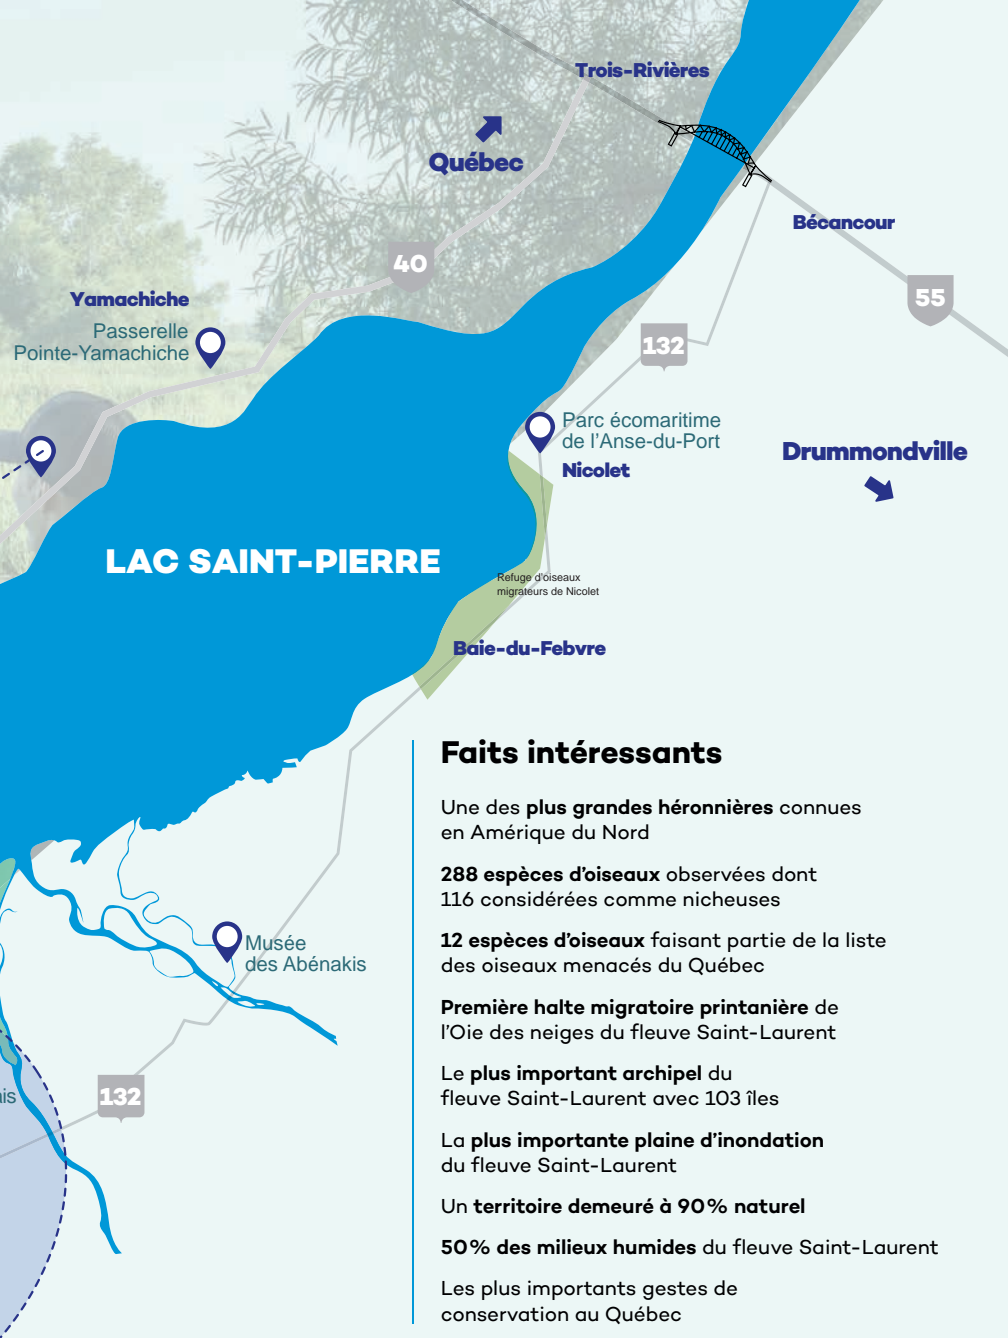 Trois-Rivières
Québec
Bécancour
40
55
Yamachiche
Passerelle
Pointe-Yamachiche
132
Parc écomaritime
de l'Anse-du-Port
Nicolet
Drummondville
LAC SAINT-PIERRE
Refuge d'oiseaux
migrateurs de Nicolet
Baie-du-Febvre
Faits intéressants
Une des plus grandes héronnières connues
en Amérique du Nord
288 espèces d'oiseaux observées dont
116 considérées comme nicheuses
12 espèces d'oiseaux faisant partie de la liste
des oiseaux menacés du Québec
Première halte migratoire printanière de
l'Oie des neiges du fleuve Saint-Laurent
Le plus important archipel du
fleuve Saint-Laurent avec 103 îles
La plus importante plaine d'inondation
du fleuve Saint-Laurent
Un territoire demeuré à 90% naturel
50% des milieux humides du fleuve Saint-Laurent
Les plus importants gestes de
conservation au Québec
Musée
des Abénakis
132